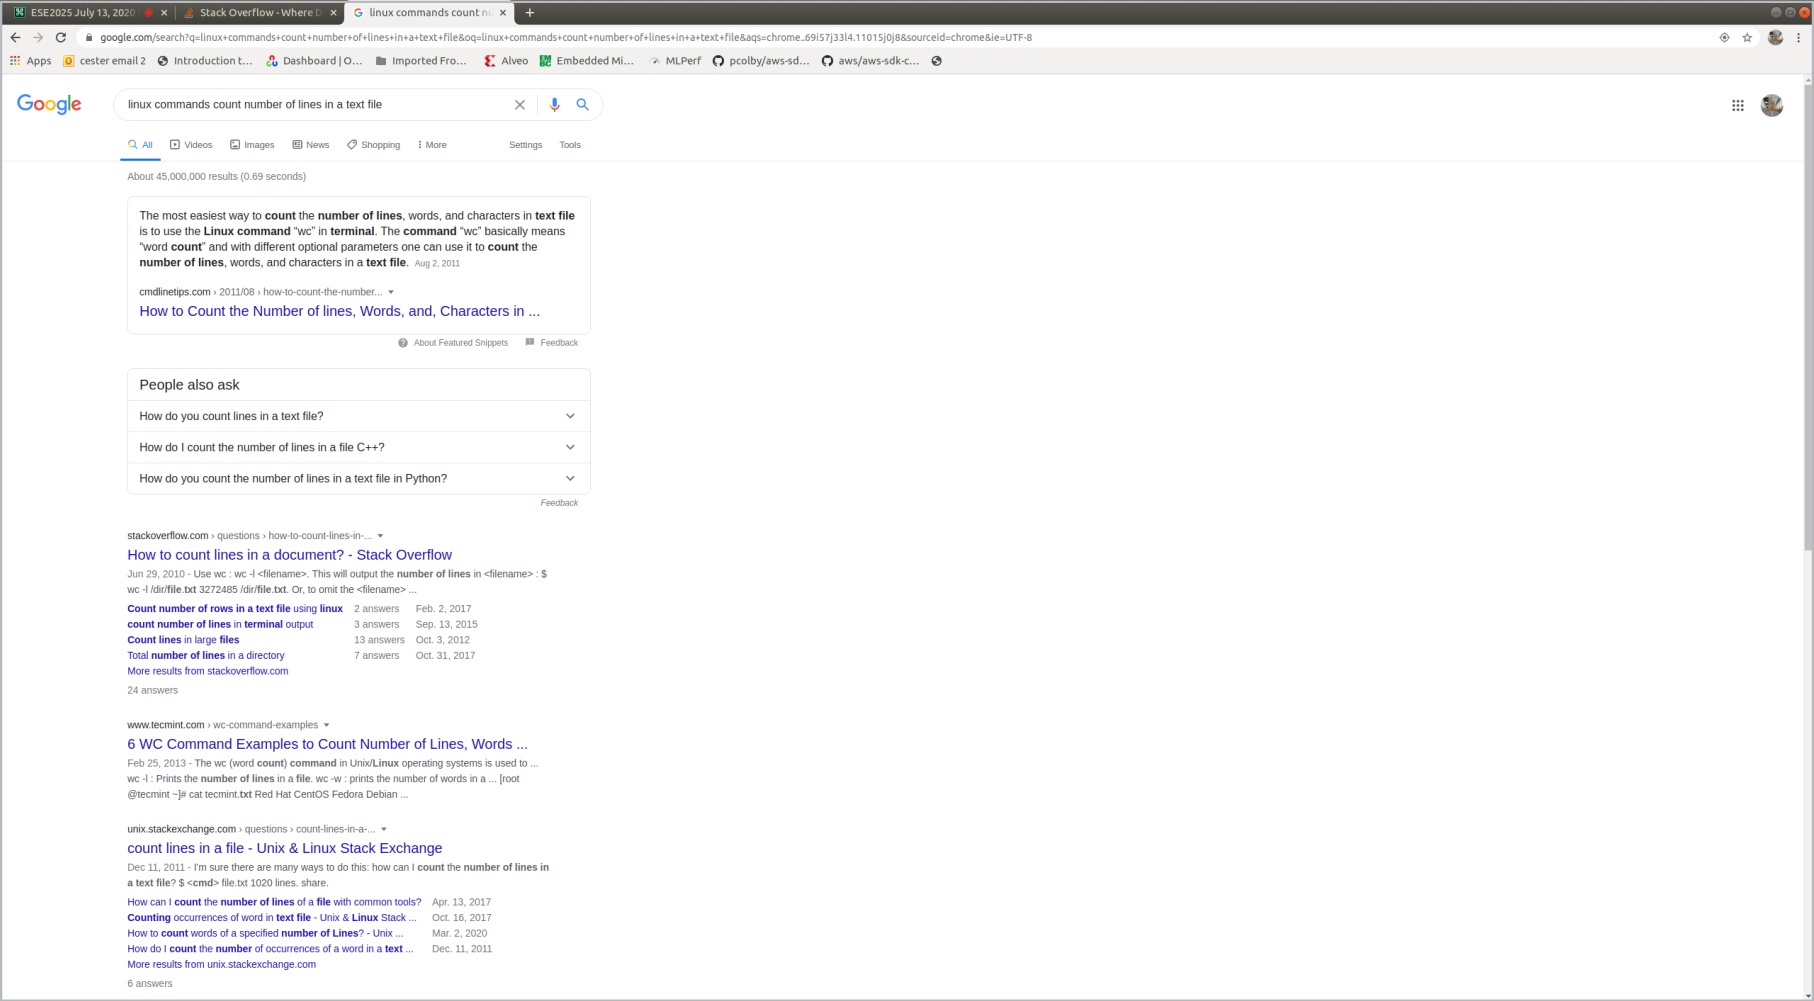 ESE2025 July 13, 2020
Stack Overflow - Where D
linux commands count nu
google.com/search?q=linux+commands+count+number+of+lines+in+a+text+file&oq=linux+commands+count+number+of+lines+in+a+text+file&aqs=chrome..69i57j33l4.11015j0j8&sourceid=chrome&ie=UTF-8
Apps
cester email 2
Introduction t…
Dashboard | O…
Imported Fro…
Alveo
Embedded Mi…
MLPerf
pcolby/aws-sd…
aws/aws-sdk-c…
Google
linux commands count number of lines in a text file
All
Videos
Images
News
Shopping
More
Settings
Tools
About 45,000,000 results (0.69 seconds)
The most easiest way to count the number of lines, words, and characters in text file
is to use the Linux command “wc” in terminal. The command “wc” basically means
“word count” and with different optional parameters one can use it to count the
number of lines, words, and characters in a text file. Aug 2, 2011
cmdlinetips.com › 2011/08 › how-to-count-the-number...
How to Count the Number of lines, Words, and, Characters in ...
About Featured Snippets
Feedback
People also ask
How do you count lines in a text file?
How do I count the number of lines in a file C++?
How do you count the number of lines in a text file in Python?
Feedback
stackoverflow.com › questions › how-to-count-lines-in-...
How to count lines in a document? - Stack Overflow
Jun 29, 2010 - Use wc : wc -l <filename>. This will output the number of lines in <filename> : $
wc -l /dir/file.txt 3272485 /dir/file.txt. Or, to omit the <filename> ...
Count number of rows in a text file using linux 2 answers Feb. 2, 2017
count number of lines in terminal output 3 answers Sep. 13, 2015
Count lines in large files 13 answers Oct. 3, 2012
Total number of lines in a directory 7 answers Oct. 31, 2017
More results from stackoverflow.com
24 answers
www.tecmint.com › wc-command-examples
6 WC Command Examples to Count Number of Lines, Words ...
Feb 25, 2013 - The wc (word count) command in Unix/Linux operating systems is used to ...
wc -l : Prints the number of lines in a file. wc -w : prints the number of words in a ... [root
@tecmint ~]# cat tecmint.txt Red Hat CentOS Fedora Debian ...
unix.stackexchange.com › questions › count-lines-in-a-...
count lines in a file - Unix & Linux Stack Exchange
Dec 11, 2011 - I'm sure there are many ways to do this: how can I count the number of lines in
a text file? $ <cmd> file.txt 1020 lines. share.
How can I count the number of lines of a file with common tools? Apr. 13, 2017
Counting occurrences of word in text file - Unix & Linux Stack ... Oct. 16, 2017
How to count words of a specified number of Lines? - Unix ... Mar. 2, 2020
How do I count the number of occurrences of a word in a text ... Dec. 11, 2011
More results from unix.stackexchange.com
6 answers